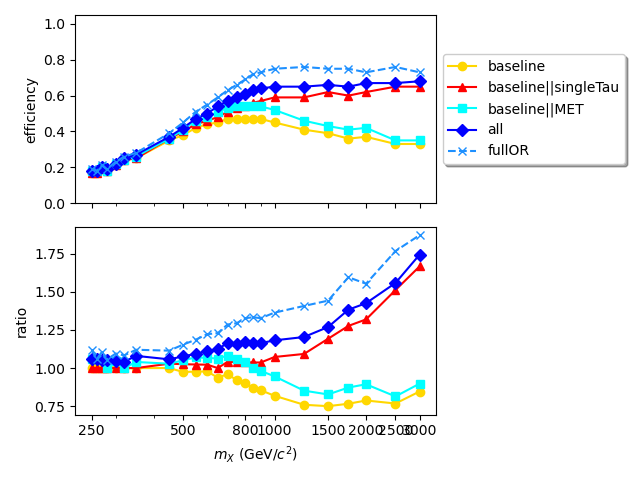 1.0
0.8
0.6
0.4
0.2
0.0
efficiency
baseline
baseline||singleTau
baseline||MET
all
fullOR
1.75
1.50
1.25
1.00
0.75
ratio
250 500 800 1000 1500 2000 2500 3000
m_X (GeV/c²)